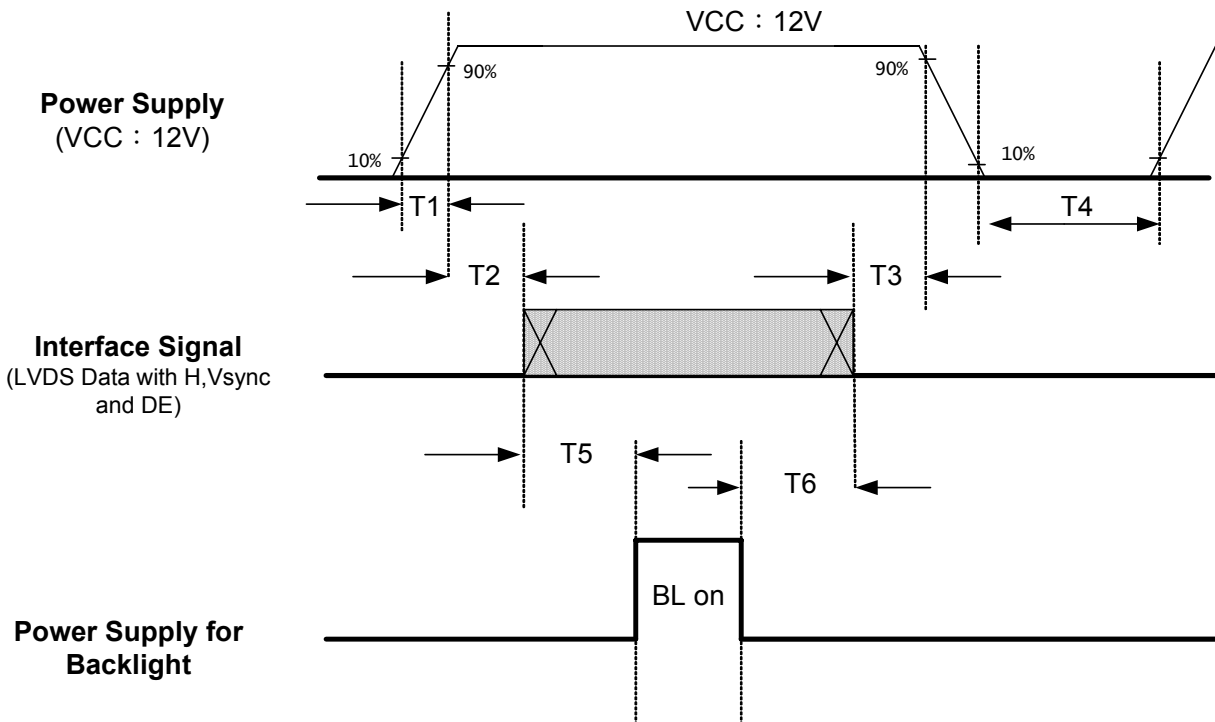 VCC：12V
90%
90%
Power Supply
(VCC：12V)
10%
10%
T1
T4
T2
T3
Interface Signal
(LVDS Data with H,Vsync
and DE)
T5
T6
BL on
Power Supply for
Backlight